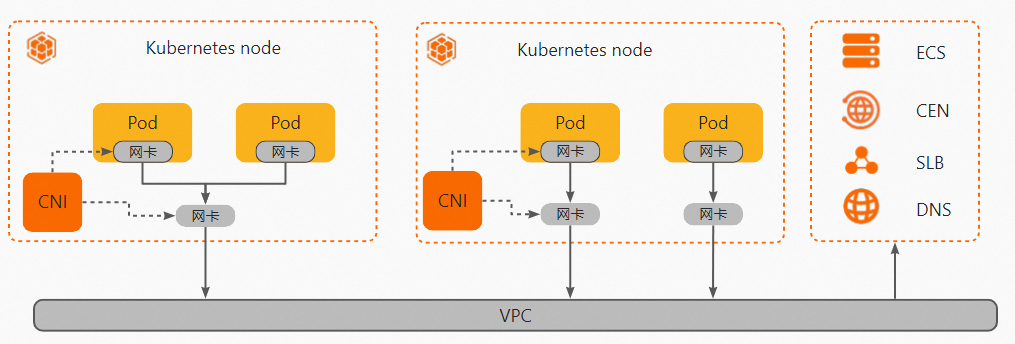 Kubernetes node
Pod
网卡
Pod
网卡
CNI
网卡
Kubernetes node
Pod
网卡
Pod
网卡
CNI
网卡
网卡
ECS
CEN
SLB
DNS
VPC